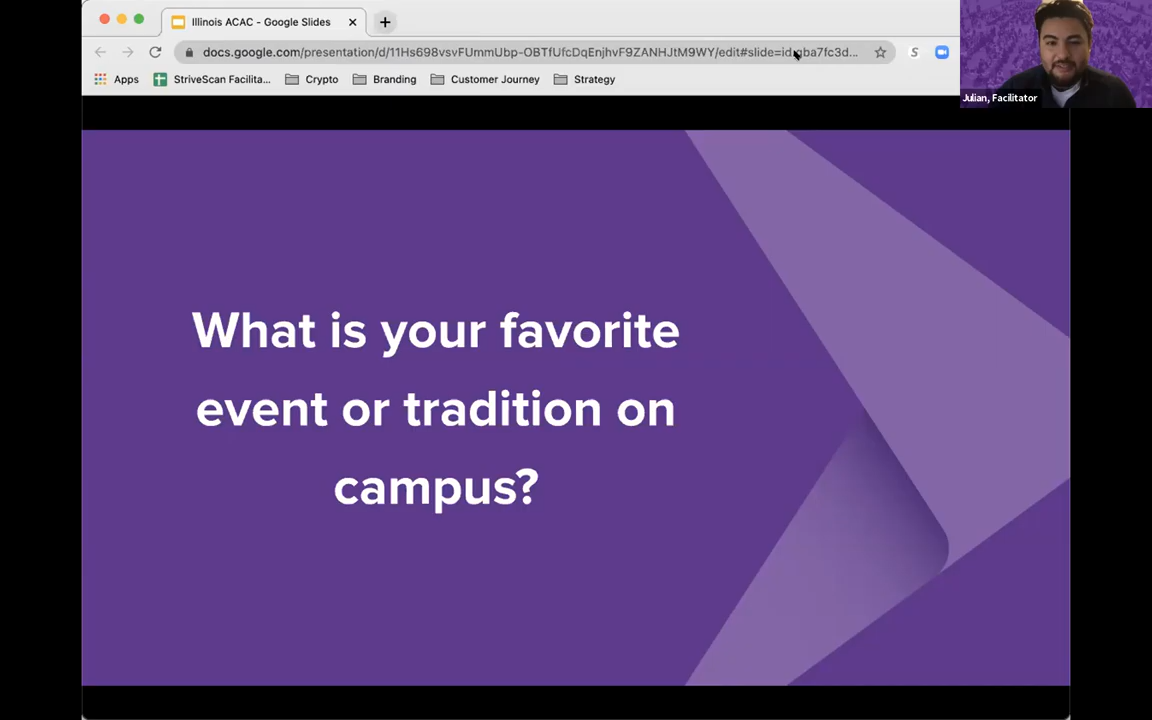 Illinois ACAC - Google Slides
docs.google.com/presentation/d/11Hs698vsvFUmmUbp-OBTfUfcDqEnjhvF9ZANHJtM9WY/edit#slide=id.
Apps
StriveScan Facilita...
Crypto
Branding
Customer Journey
Strategy
Julian, Facilitator
What is your favorite
event or tradition on
campus?